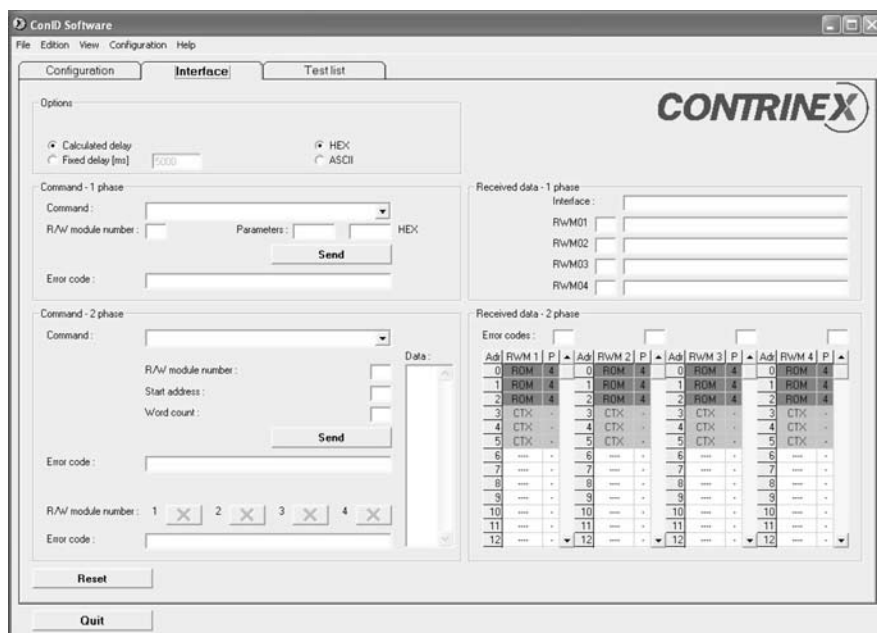 ConID Software
File Edition View Configuration Help
Configuration Interface Test list
CONTRINEX
Options
Calculated delay HEX
Fixed delay [ms] 5000 ASCII
Command - 1 phase
Command :
R/W module number : Parameters : HEX
Send
Error code :
Received data - 1 phase
Interface :
RWM01
RWM02
RWM03
RWM04
Command - 2 phase
Command :
Data :
R/W module number :
Start address :
Word count :
Send
Error code :
R/W module number : 1 2 3 4
Error code :
Received data - 2 phase
Error codes :
Adr RWM 1 P Adr RWM 2 P Adr RWM 3 P Adr RWM 4 P
0 ROM 4 0 ROM 4 0 ROM 4 0 ROM 4
1 ROM 4 1 ROM 4 1 ROM 4 1 ROM 4
2 ROM 4 2 ROM 4 2 ROM 4 2 ROM 4
3 CTX - 3 CTX - 3 CTX - 3 CTX -
4 CTX - 4 CTX - 4 CTX - 4 CTX -
5 CTX - 5 CTX - 5 CTX - 5 CTX -
6 ---- - 6 ---- - 6 ---- - 6 ---- -
7 ---- - 7 ---- - 7 ---- - 7 ---- -
8 ---- - 8 ---- - 8 ---- - 8 ---- -
9 ---- - 9 ---- - 9 ---- - 9 ---- -
10 ---- - 10 ---- - 10 ---- - 10 ---- -
11 ---- - 11 ---- - 11 ---- - 11 ---- -
12 ---- - 12 ---- - 12 ---- - 12 ---- -
Reset
Quit